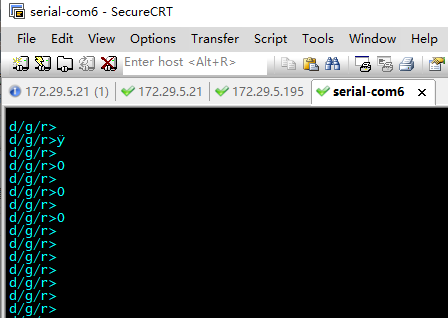 serial-com6 - SecureCRT
File Edit View Options Transfer Script Tools Window Help
Enter host <Alt+R>
172.29.5.21 (1) 172.29.5.21 172.29.5.195 serial-com6
d/g/r>
d/g/r>ÿ
d/g/r>
d/g/r>0
d/g/r>
d/g/r>0
d/g/r>
d/g/r>0
d/g/r>
d/g/r>
d/g/r>
d/g/r>
d/g/r>
d/g/r>
d/g/r>